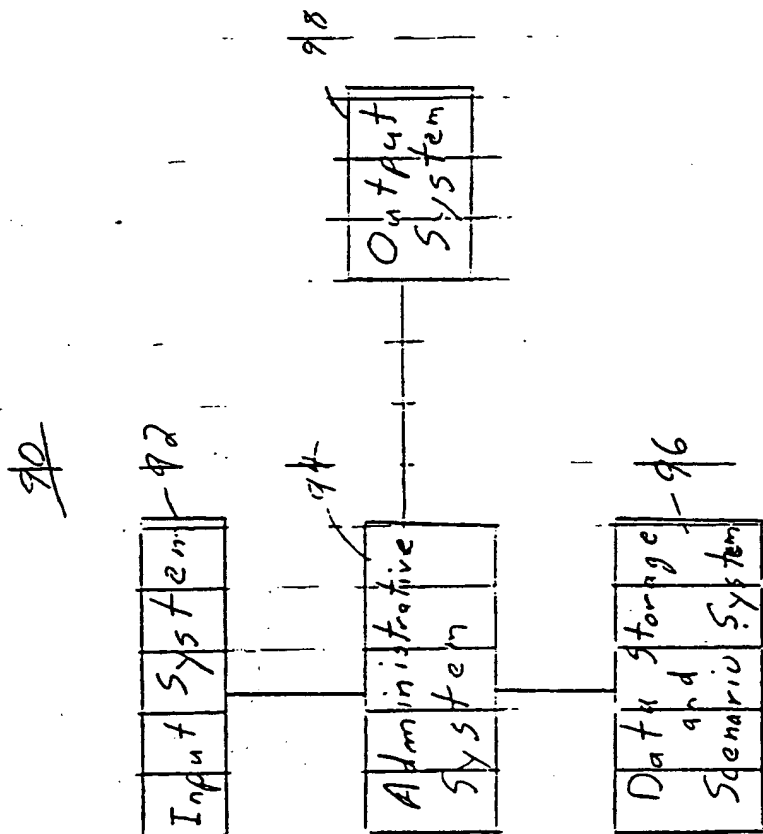 90
Input System
92
Administrative
System
94
Data Storage
and
Scenario System
96
Output
System
98